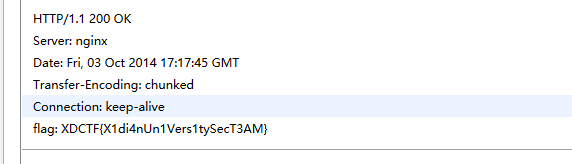 HTTP/1.1 200 OK
Server: nginx
Date: Fri, 03 Oct 2014 17:17:45 GMT
Transfer-Encoding: chunked
Connection: keep-alive
flag: XDCTF{X1di4nUn1Vers1tySecT3AM}